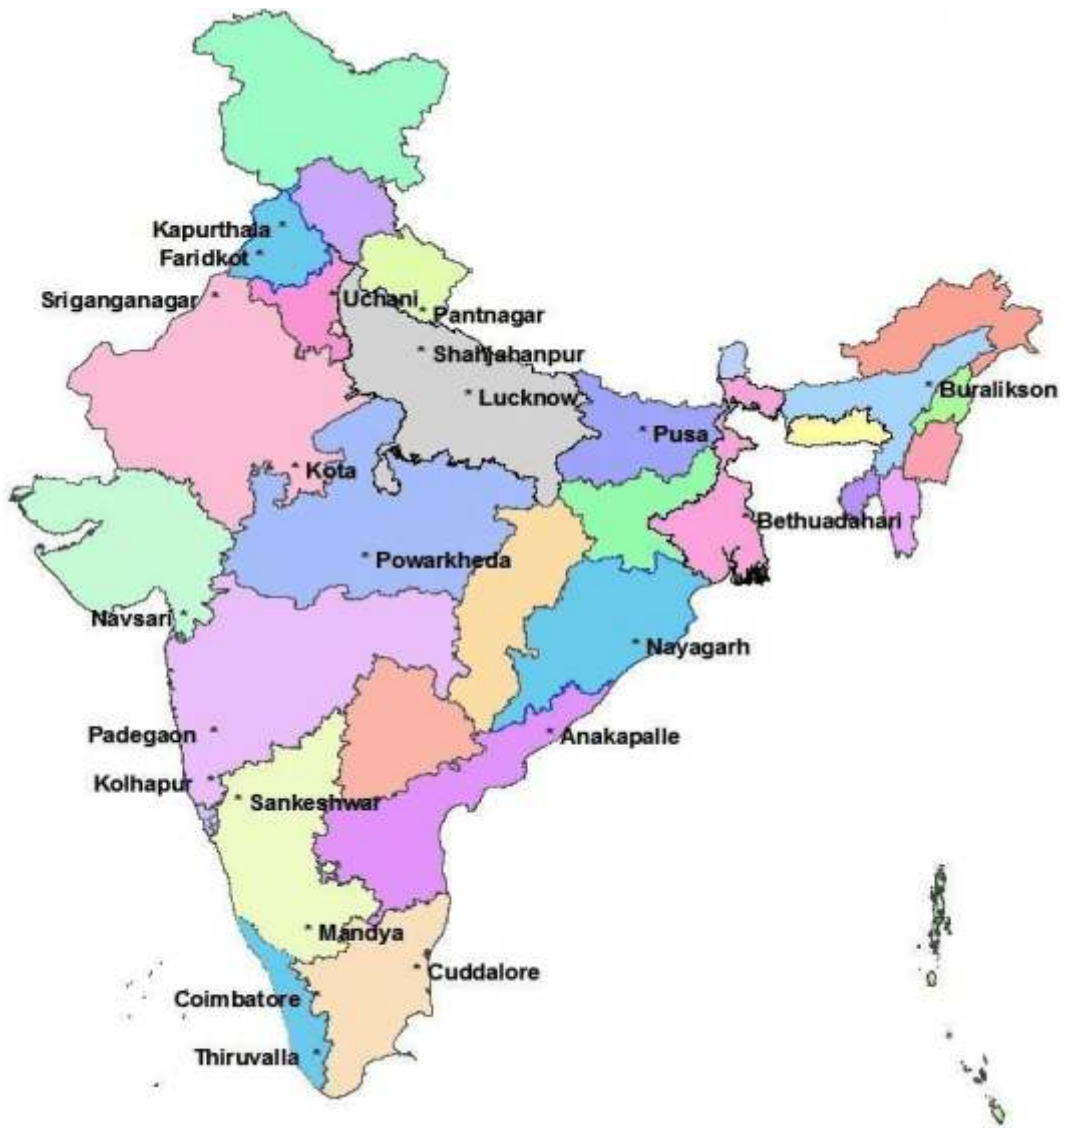 Kapurthala
Faridkot
Sriganganagar
Uchani
Pantnagar
Shahjahanpur
Lucknow
Buralikson
Pusa
Kota
Bethuadahari
Powarkheda
Navsari
Nayagarh
Padegaon
Anakapalle
Kolhapur
Sankeshwar
Mandya
Cuddalore
Coimbatore
Thiruvalla